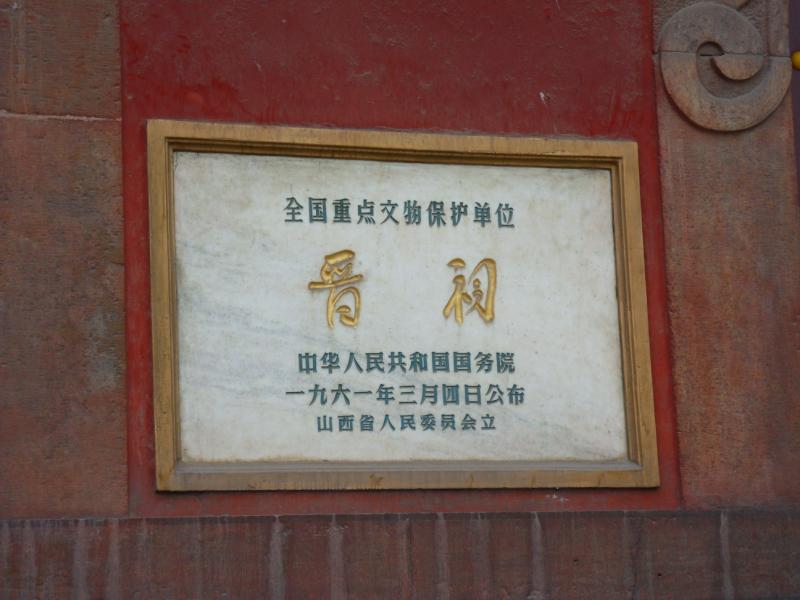 全国重点文物保护单位
晋祠
中华人民共和国国务院
一九六一年三月四日公布
山西省人民委员会立